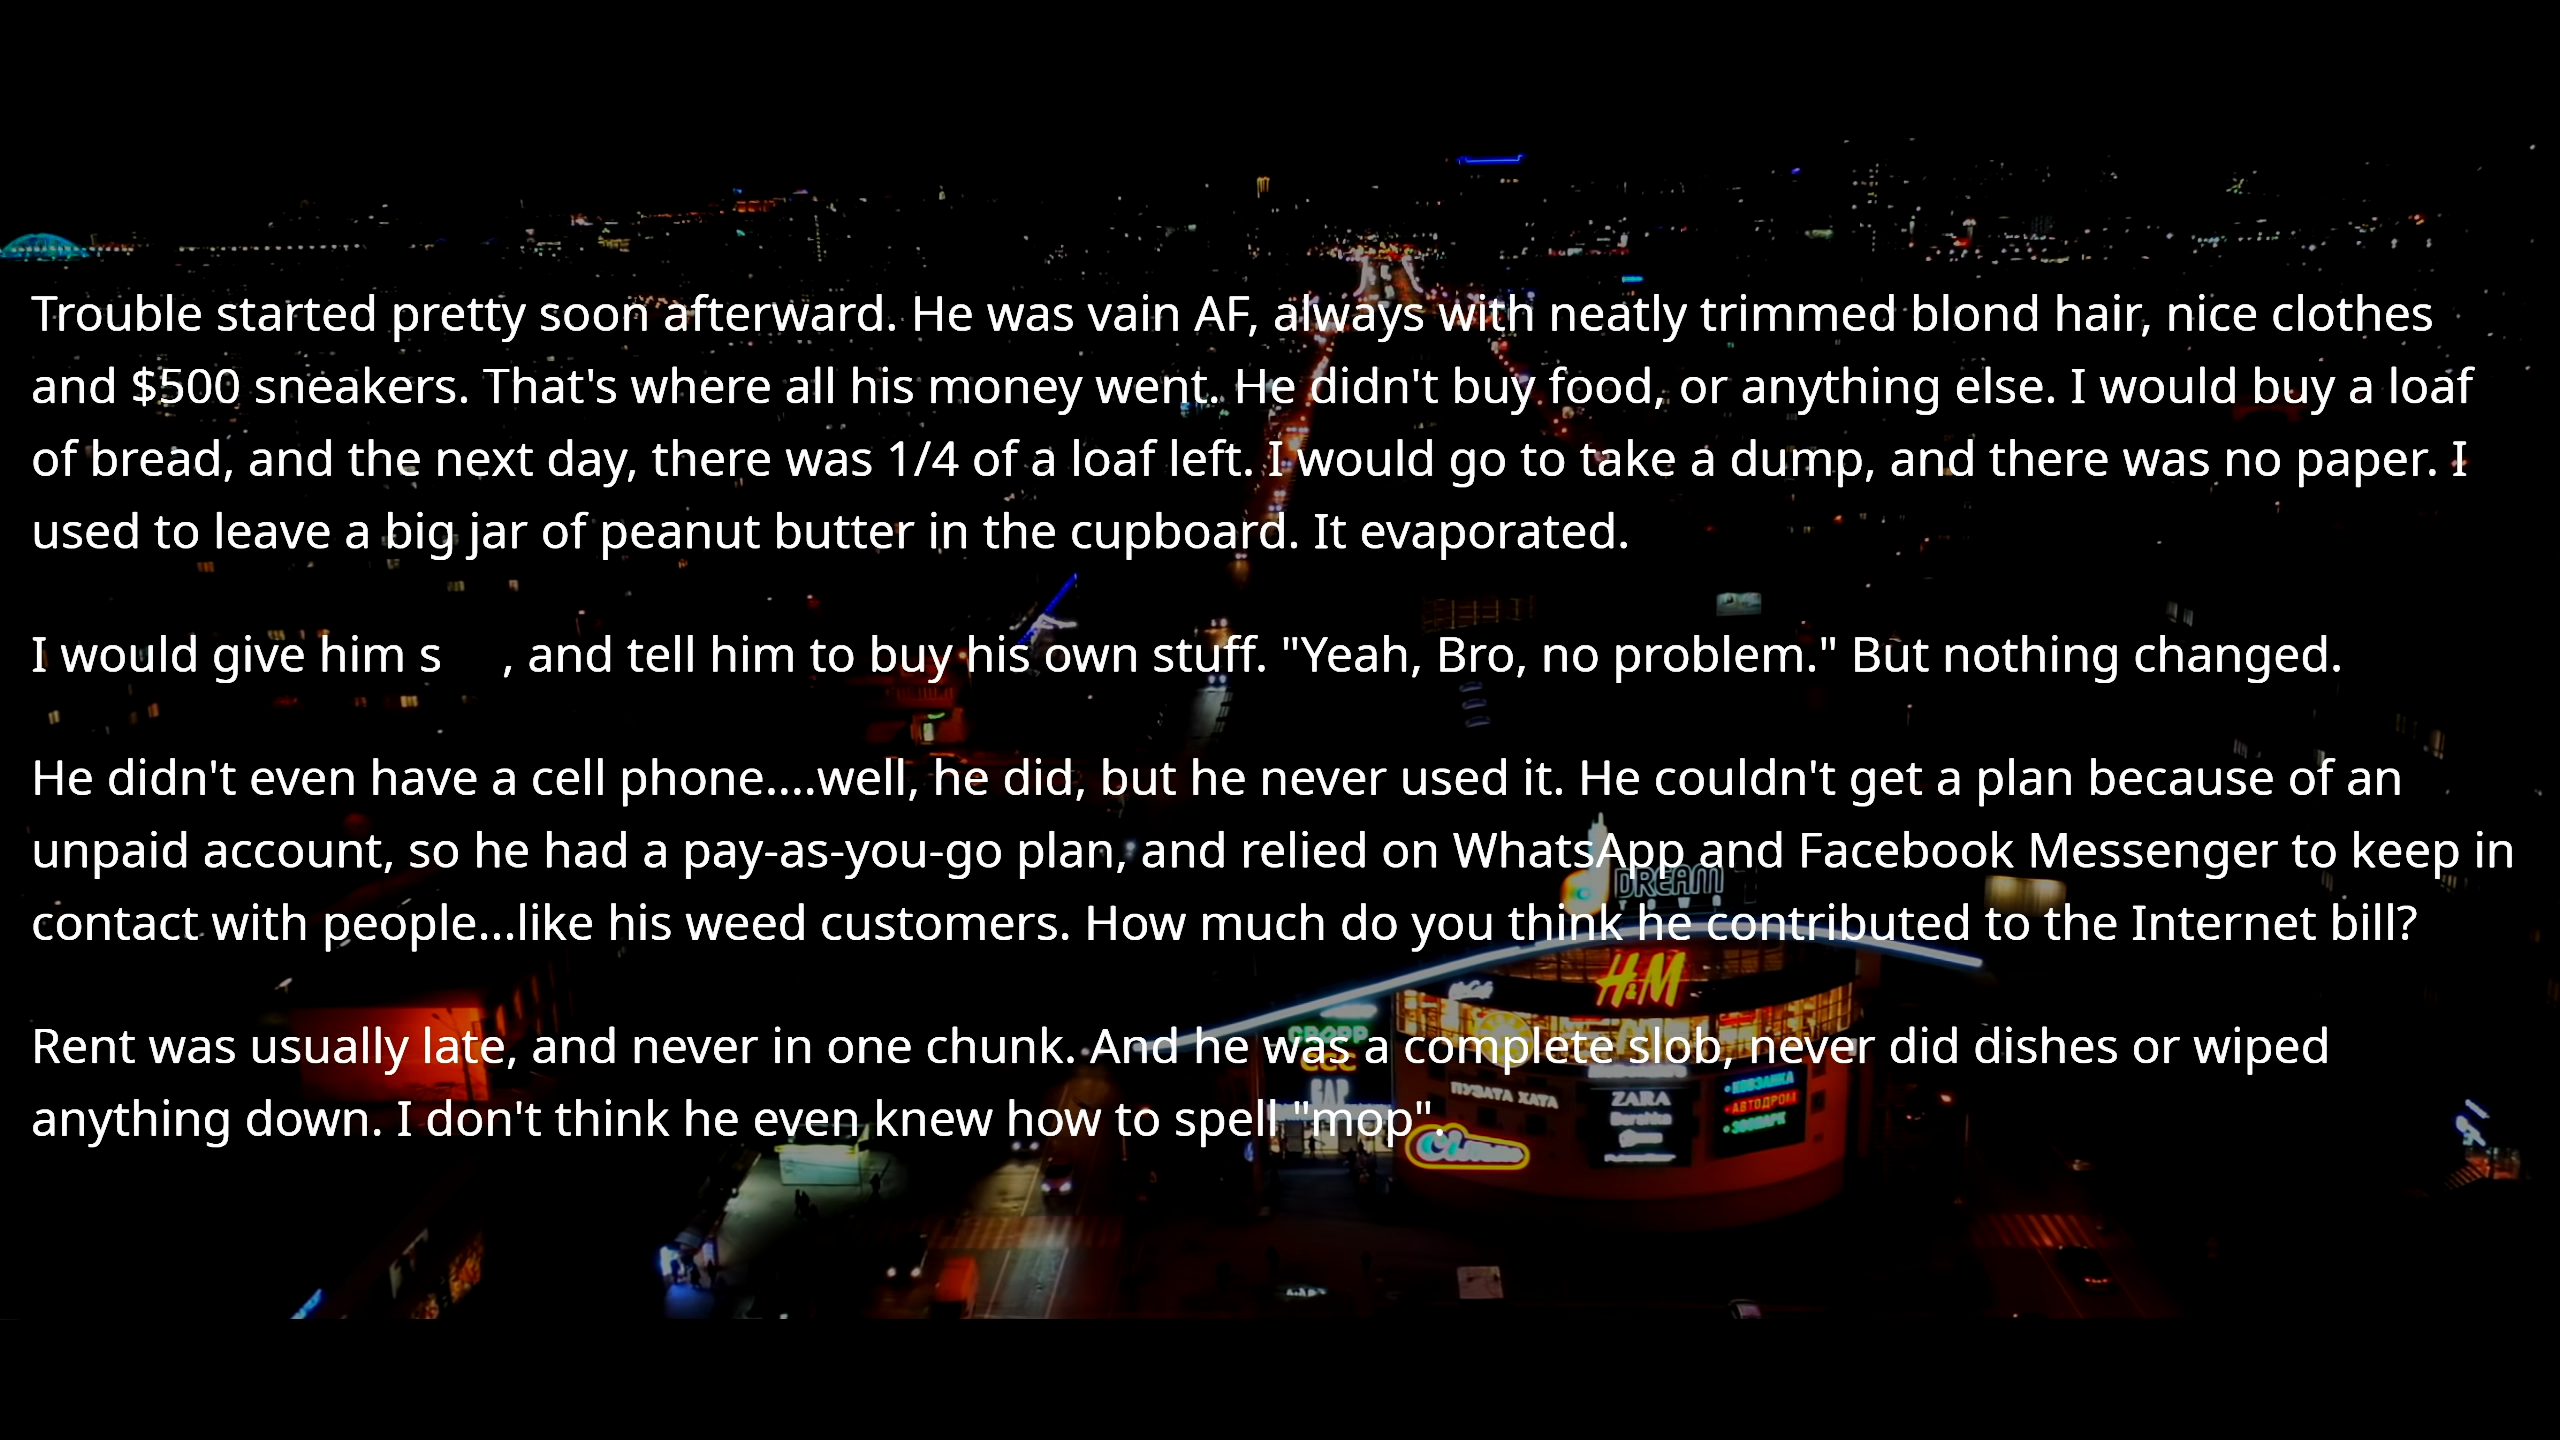 Trouble started pretty soon afterward. He was vain AF, always with neatly trimmed blond hair, nice clothes
and $500 sneakers. That's where all his money went. He didn't buy food, or anything else. I would buy a loaf
of bread, and the next day, there was 1/4 of a loaf left. I would go to take a dump, and there was no paper. I
used to leave a big jar of peanut butter in the cupboard. It evaporated.
I would give him s , and tell him to buy his own stuff. "Yeah, Bro, no problem." But nothing changed.
He didn't even have a cell phone....well, he did, but he never used it. He couldn't get a plan because of an
unpaid account, so he had a pay-as-you-go plan, and relied on WhatsApp and Facebook Messenger to keep in
contact with people...like his weed customers. How much do you think he contributed to the Internet bill?
DREAM
TOWN
H&M
Rent was usually late, and never in one chunk. And he was a complete slob, never did dishes or wiped
anything down. I don't think he even knew how to spell "mop".
GAP
ПУЗАТА ХАТА
ZARA
Bershka
•КОВЗАНКА
•АВТОДРОМ
•ЗООПАРК